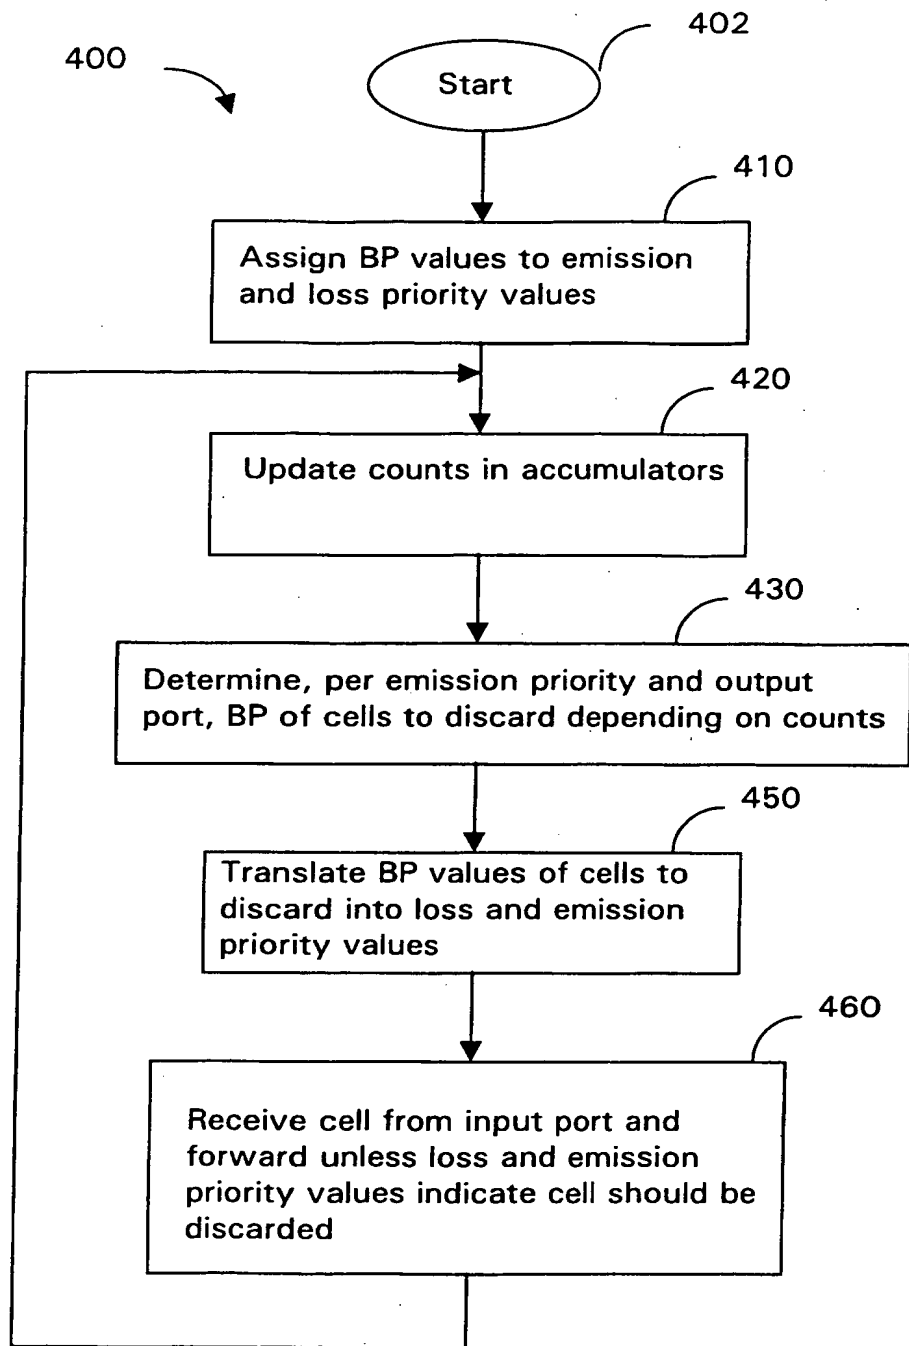 402
400
Start
410
Assign BP values to emission
and loss priority values
420
Update counts in accumulators
430
Determine, per emission priority and output
port, BP of cells to discard depending on counts
450
Translate BP values of cells to
discard into loss and emission
priority values
460
Receive cell from input port and
forward unless loss and emission
priority values indicate cell should be
discarded